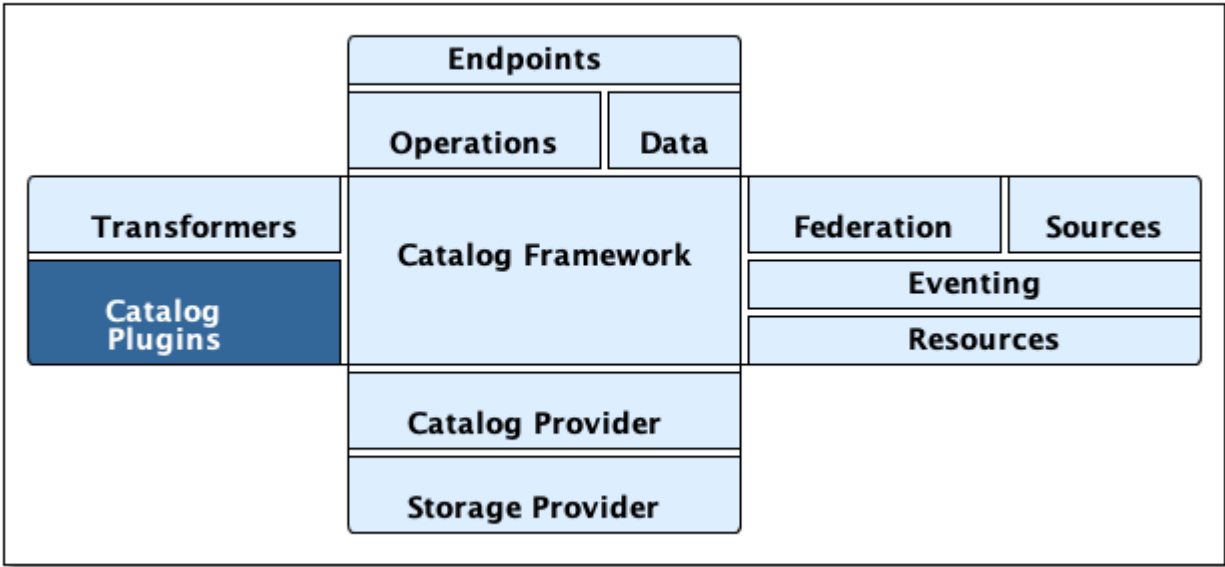 Endpoints
Operations
Data
Transformers
Catalog Framework
Federation
Sources
Catalog
Plugins
Eventing
Resources
Catalog Provider
Storage Provider